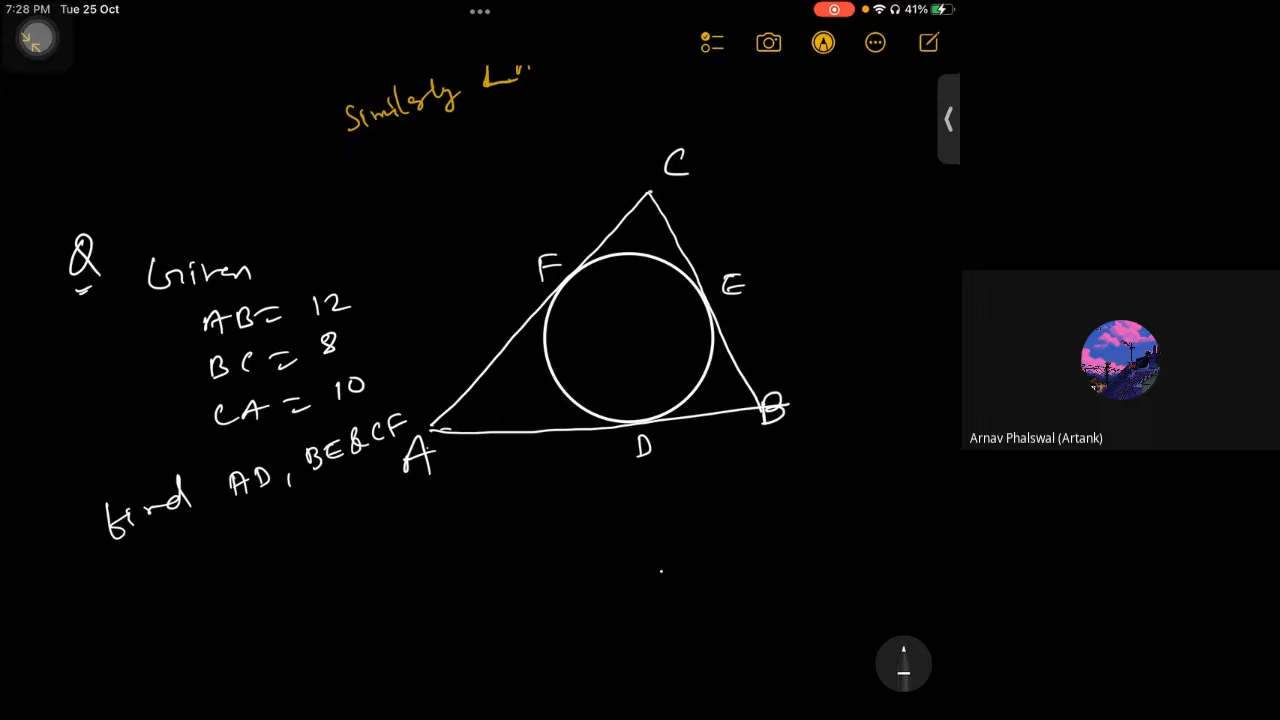 7:28 PM Tue 25 Oct
41%
Similarly
C
F
E
Q Given
AB = 12
BC = 8
CA = 10
find AD, BE & CF
A
B
D
Arnav Phalswal (Artank)